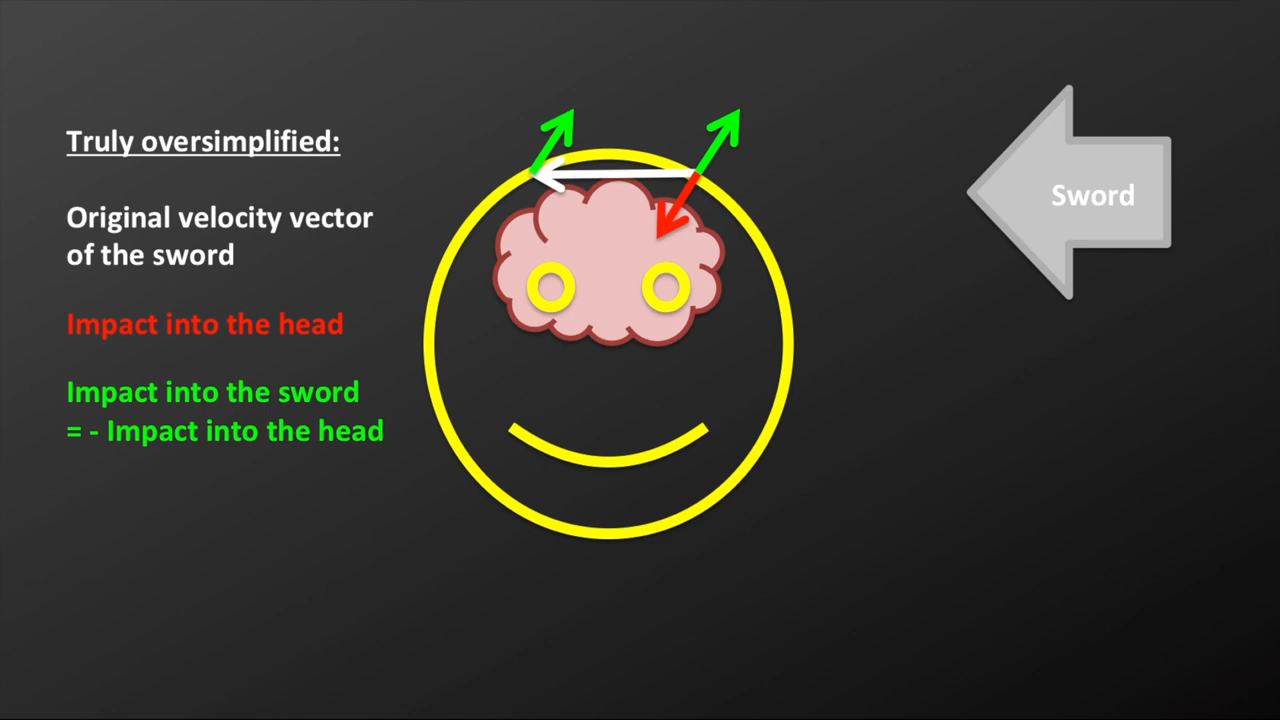 Truly oversimplified:
Original velocity vector
of the sword
Impact into the head
Impact into the sword
= - Impact into the head
Sword